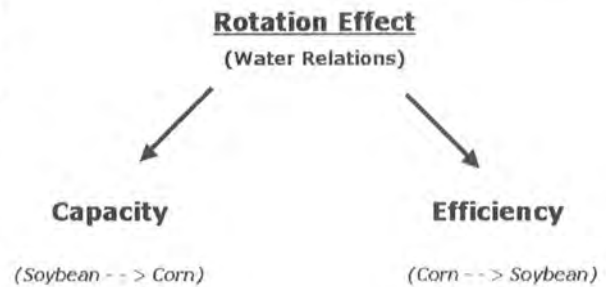 Rotation Effect
(Water Relations)
Capacity
Efficiency
(Soybean - - > Corn)
(Corn - - > Soybean)